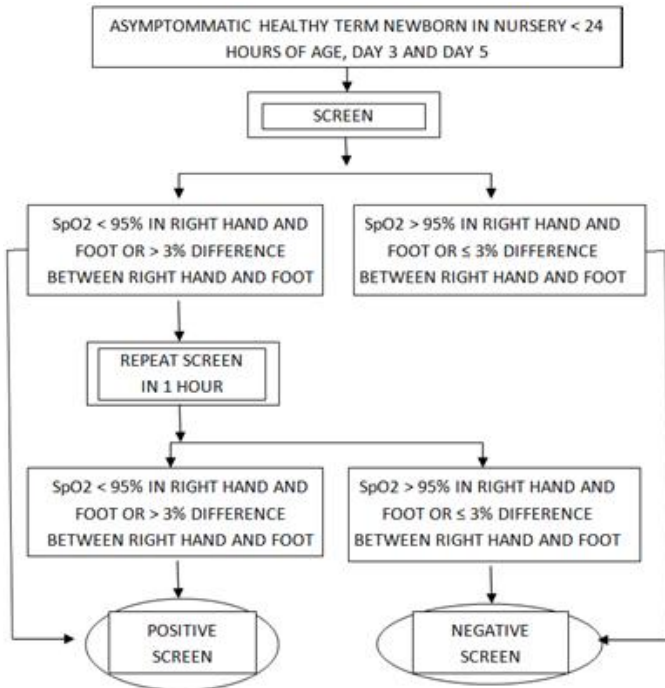 ASYMPTOMMATIC HEALTHY TERM NEWBORN IN NURSERY < 24
HOURS OF AGE, DAY 3 AND DAY 5
SCREEN
SpO2 < 95% IN RIGHT HAND AND
FOOT OR > 3% DIFFERENCE
BETWEEN RIGHT HAND AND FOOT
SpO2 > 95% IN RIGHT HAND AND
FOOT OR ≤ 3% DIFFERENCE
BETWEEN RIGHT HAND AND FOOT
REPEAT SCREEN
IN 1 HOUR
SpO2 < 95% IN RIGHT HAND AND
FOOT OR > 3% DIFFERENCE
BETWEEN RIGHT HAND AND FOOT
SpO2 > 95% IN RIGHT HAND AND
FOOT OR ≤ 3% DIFFERENCE
BETWEEN RIGHT HAND AND FOOT
POSITIVE
SCREEN
NEGATIVE
SCREEN